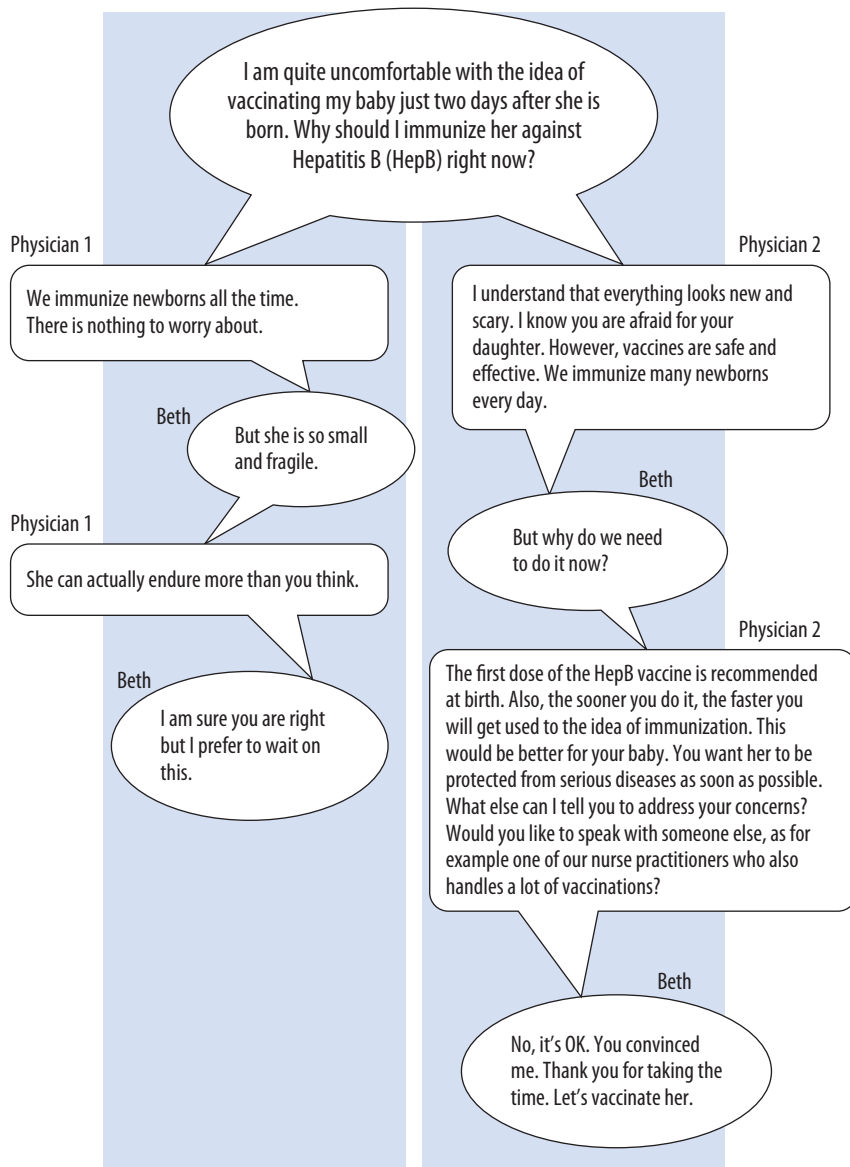 I am quite uncomfortable with the idea of
vaccinating my baby just two days after she is
born. Why should I immunize her against
Hepatitis B (HepB) right now?
Physician 1
We immunize newborns all the time.
There is nothing to worry about.
Beth
But she is so small
and fragile.
Physician 1
She can actually endure more than you think.
Beth
I am sure you are right
but I prefer to wait on
this.
Physician 2
I understand that everything looks new and
scary. I know you are afraid for your
daughter. However, vaccines are safe and
effective. We immunize many newborns
every day.
Beth
But why do we need
to do it now?
Physician 2
The first dose of the HepB vaccine is recommended
at birth. Also, the sooner you do it, the faster you
will get used to the idea of immunization. This
would be better for your baby. You want her to be
protected from serious diseases as soon as possible.
What else can I tell you to address your concerns?
Would you like to speak with someone else, as for
example one of our nurse practitioners who also
handles a lot of vaccinations?
Beth
No, it's OK. You convinced
me. Thank you for taking the
time. Let's vaccinate her.